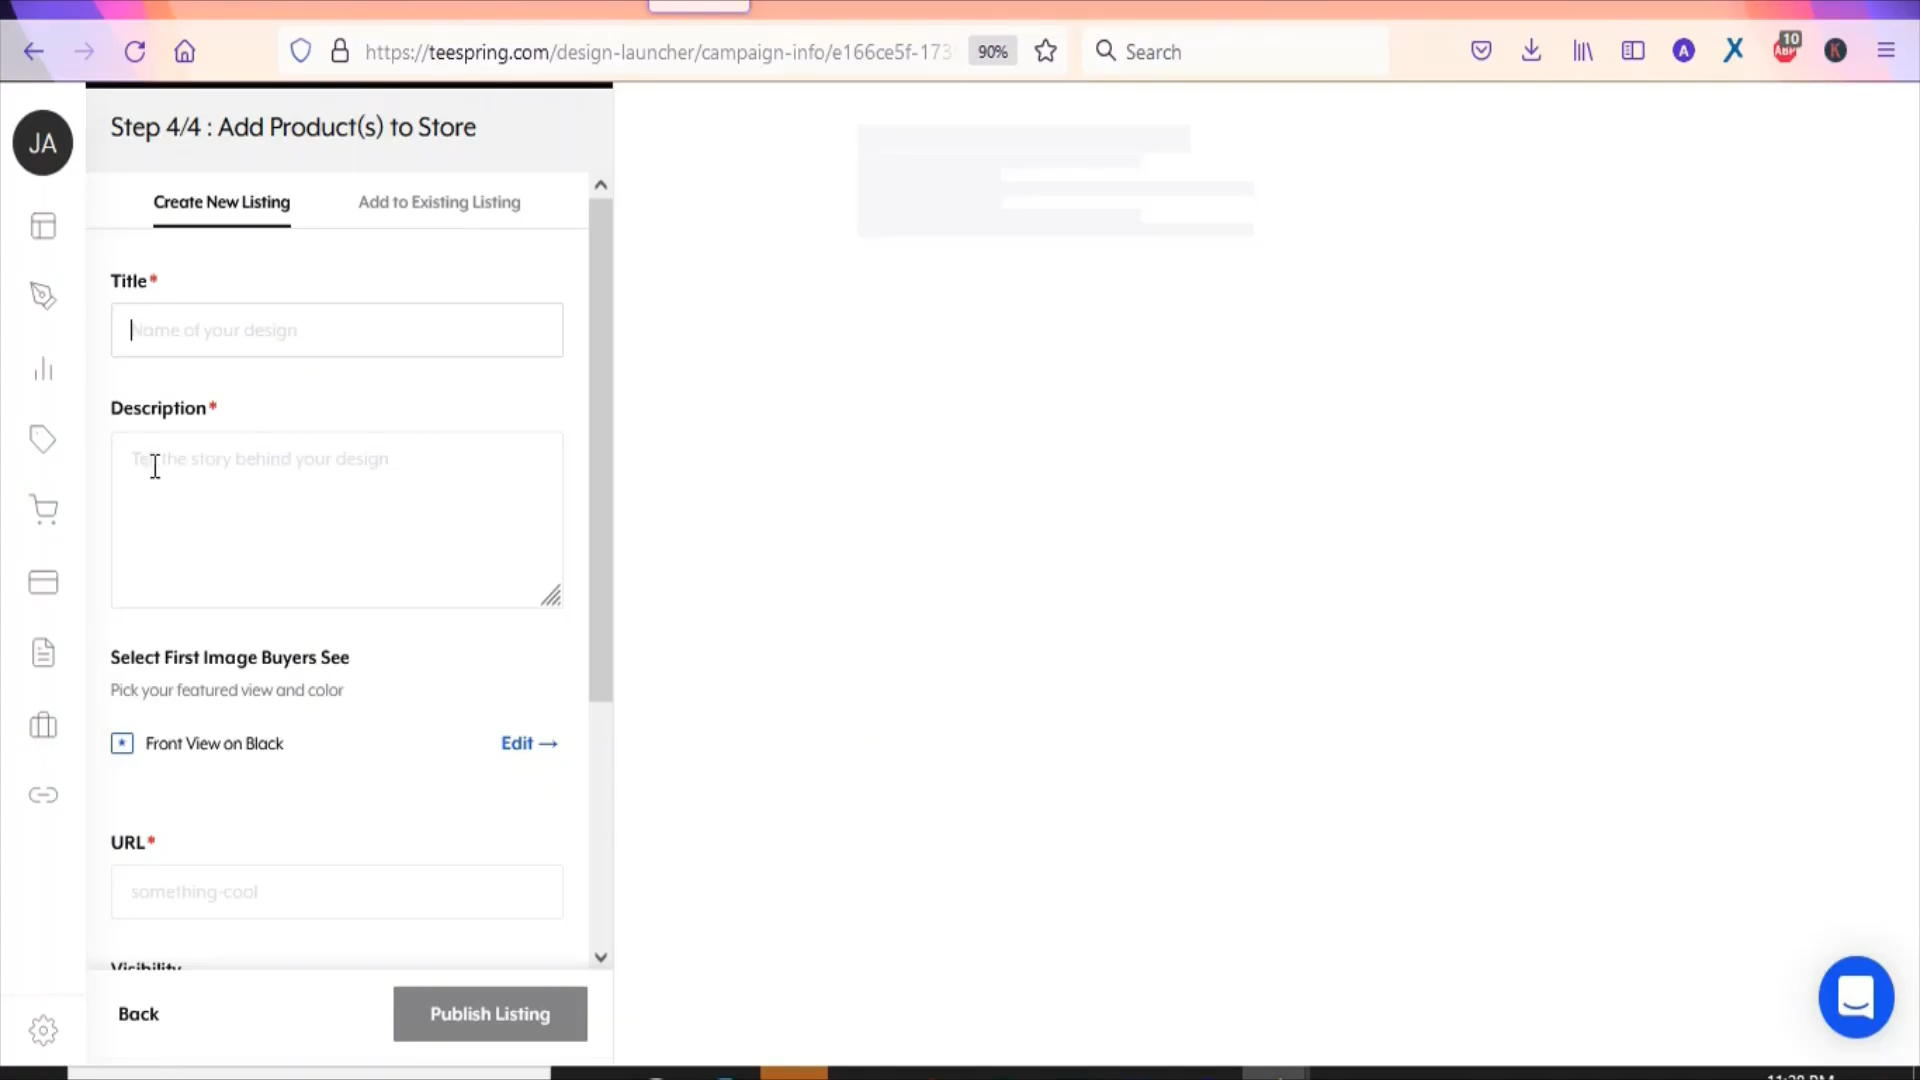 https://teespring.com/design-launcher/campaign-info/e166ce5f-173
90%
Search
A
10
ABP
K
JA
Step 4/4 : Add Product(s) to Store
Create New Listing
Add to Existing Listing
Title*
Name of your design
Description*
Tell the story behind your design
Select First Image Buyers See
Pick your featured view and color
Front View on Black
Edit →
URL*
something-cool
Visibility
Back
Publish Listing